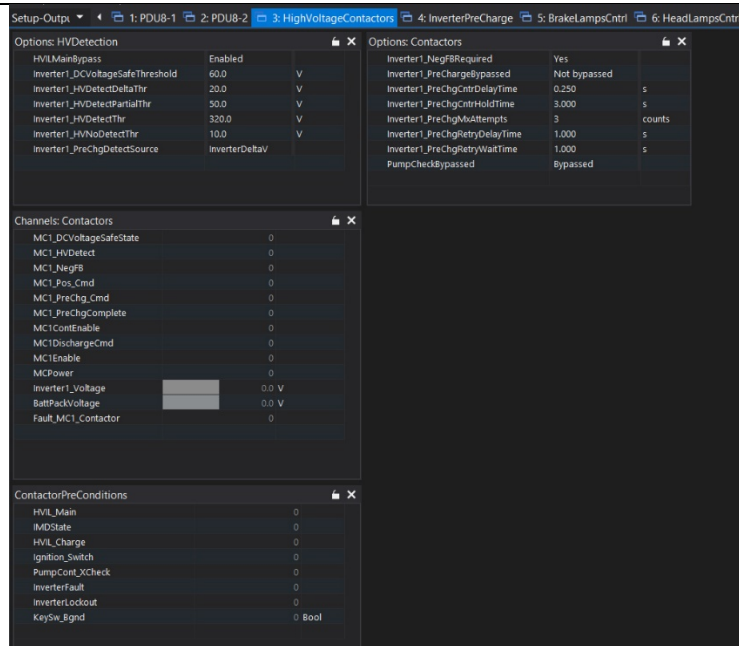 Setup-Outpu 1: PDU8-1 2: PDU8-2 3: HighVoltageContactors 4: InverterPreCharge 5: BrakeLampsCntrl 6: HeadLampsCntr
Options: HVDetection
HVILMainBypass Enabled
Inverter1_DCVoltageSafeThreshold 60.0 V
Inverter1_HVDetectDeltaThr 20.0 V
Inverter1_HVDetectPartialThr 50.0 V
Inverter1_HVDetectThr 320.0 V
Inverter1_HVNoDetectThr 10.0 V
Inverter1_PreChgDetectSource InverterDeltaV
Options: Contactors
Inverter1_NegFBRequired Yes
Inverter1_PreChargeBypassed Not bypassed
Inverter1_PreChgCntrDelayTime 0.250 s
Inverter1_PreChgCntrHoldTime 3.000 s
Inverter1_PreChgMxAttempts 3 counts
Inverter1_PreChgRetryDelayTime 1.000 s
Inverter1_PreChgRetryWaitTime 1.000 s
PumpCheckBypassed Bypassed
Channels: Contactors
MC1_DCVoltageSafeState 0
MC1_HVDetect 0
MC1_NegFB 0
MC1_Pos_Cmd 0
MC1_PreChg_Cmd 0
MC1_PreChgComplete 0
MC1ContEnable 0
MC1DischargeCmd 0
MC1Enable 0
MCPower 0
Inverter1_Voltage 0.0 V
BattPackVoltage 0.0 V
Fault_MC1_Contactor 0
ContactorPreConditions
HVIL_Main 0
IMDState 0
HVIL_Charge 0
Ignition_Switch 0
PumpCont_XCheck 0
InverterFault 0
InverterLockout 0
KeySw_Bgnd 0 Bool